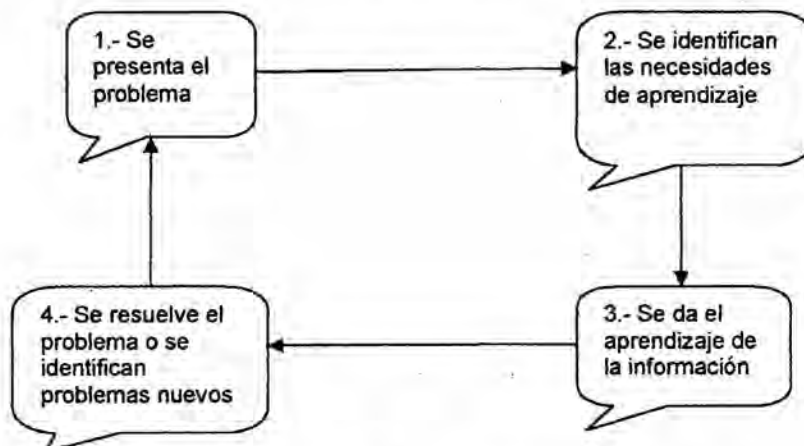 1.- Se
presenta el
problema
2.- Se identifican
las necesidades
de aprendizaje
3.- Se da el
aprendizaje de
la información
4.- Se resuelve el
problema o se
identifican
problemas nuevos